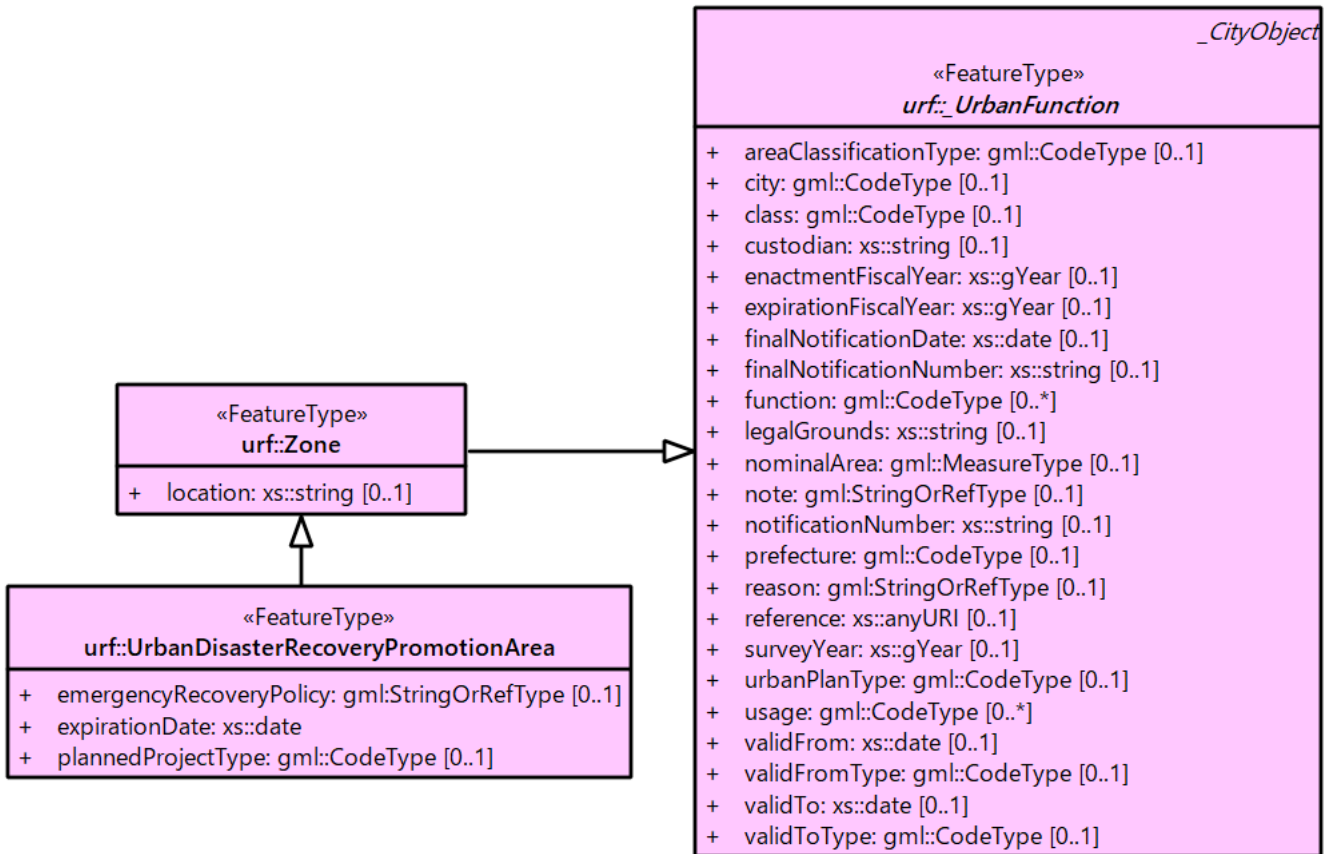 _CityObject
«FeatureType»
urf::_UrbanFunction
+ areaClassificationType: gml::CodeType [0..1]
+ city: gml::CodeType [0..1]
+ class: gml::CodeType [0..1]
+ custodian: xs::string [0..1]
+ enactmentFiscalYear: xs::gYear [0..1]
+ expirationFiscalYear: xs::gYear [0..1]
+ finalNotificationDate: xs::date [0..1]
+ finalNotificationNumber: xs::string [0..1]
+ function: gml::CodeType [0..*]
+ legalGrounds: xs::string [0..1]
+ nominalArea: gml::MeasureType [0..1]
+ note: gml:StringOrRefType [0..1]
+ notificationNumber: xs::string [0..1]
+ prefecture: gml::CodeType [0..1]
+ reason: gml:StringOrRefType [0..1]
+ reference: xs::anyURI [0..1]
+ surveyYear: xs::gYear [0..1]
+ urbanPlanType: gml::CodeType [0..1]
+ usage: gml::CodeType [0..*]
+ validFrom: xs::date [0..1]
+ validFromType: gml::CodeType [0..1]
+ validTo: xs::date [0..1]
+ validToType: gml::CodeType [0..1]
«FeatureType»
urf::Zone
+ location: xs::string [0..1]
«FeatureType»
urf::UrbanDisasterRecoveryPromotionArea
+ emergencyRecoveryPolicy: gml:StringOrRefType [0..1]
+ expirationDate: xs::date
+ plannedProjectType: gml::CodeType [0..1]